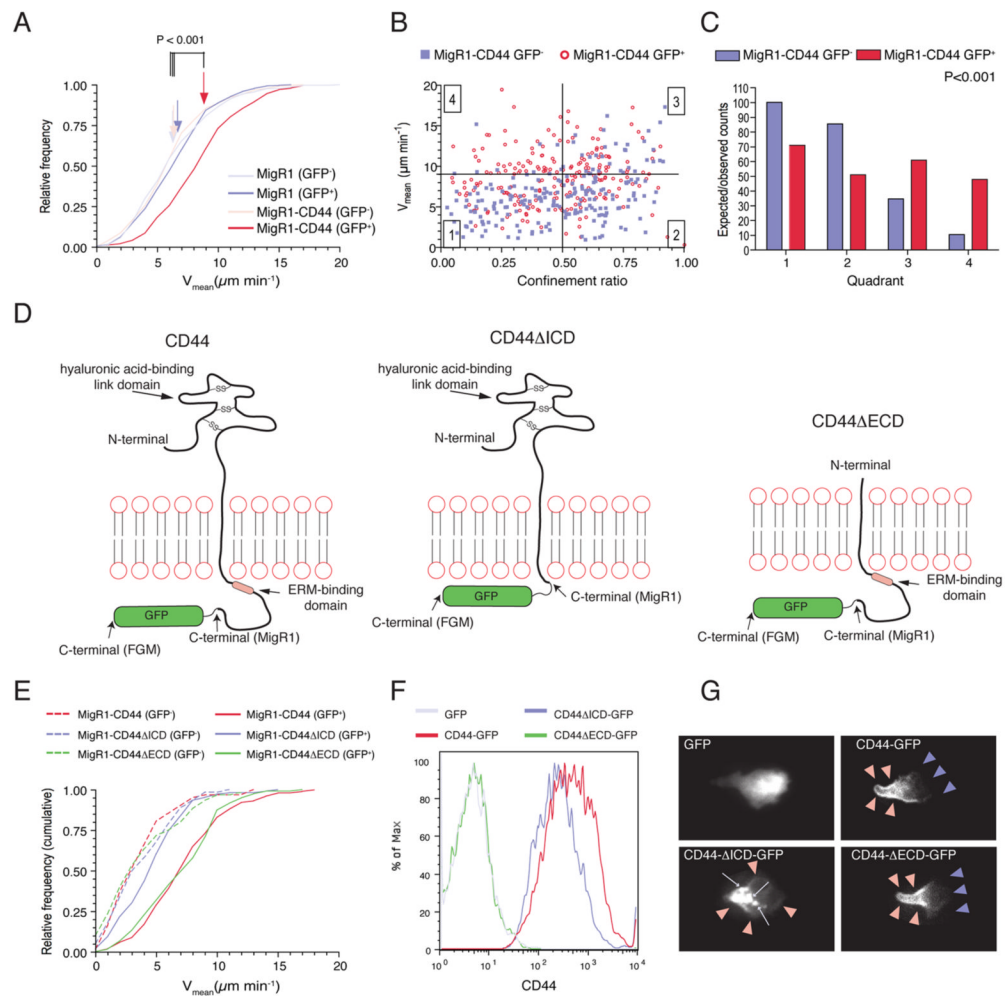 A
P < 0.001
1.00
0.75
0.50
0.25
0.00
Relative frequency
MigR1 (GFP⁻)
MigR1 (GFP⁺)
MigR1-CD44 (GFP⁻)
MigR1-CD44 (GFP⁺)
0 5 10 15 20
Vmean(µm min⁻¹)
B
MigR1-CD44 GFP⁻
MigR1-CD44 GFP⁺
20
15
10
5
0
Vmean (µm min⁻¹)
4
3
1
2
0.00 0.25 0.50 0.75 1.00
Confinement ratio
C
MigR1-CD44 GFP⁻
MigR1-CD44 GFP⁺
P<0.001
110
100
90
80
70
60
50
40
30
20
10
0
Expected/observed counts
1 2 3 4
Quadrant
D
CD44
hyaluronic acid-binding
link domain
SS
SS
SS
N-terminal
ERM-binding
domain
GFP
C-terminal (FGM)
C-terminal (MigR1)
CD44ΔICD
hyaluronic acid-binding
link domain
SS
SS
SS
N-terminal
GFP
C-terminal (MigR1)
C-terminal (FGM)
CD44ΔECD
N-terminal
ERM-binding
domain
GFP
C-terminal (MigR1)
C-terminal (FGM)
E
MigR1-CD44 (GFP⁻)
MigR1-CD44 (GFP⁺)
MigR1-CD44ΔICD (GFP⁻)
MigR1-CD44ΔICD (GFP⁺)
MigR1-CD44ΔECD (GFP⁻)
MigR1-CD44ΔECD (GFP⁺)
1.00
0.75
0.50
0.25
0.00
Relative frequency (cumulative)
0 5 10 15 20
Vmean(µm min⁻¹)
F
GFP
CD44ΔICD-GFP
CD44-GFP
CD44ΔECD-GFP
100
80
60
40
20
0
% of Max
10⁰ 10¹ 10² 10³ 10⁴
CD44
G
GFP
CD44-GFP
CD44-ΔICD-GFP
CD44-ΔECD-GFP